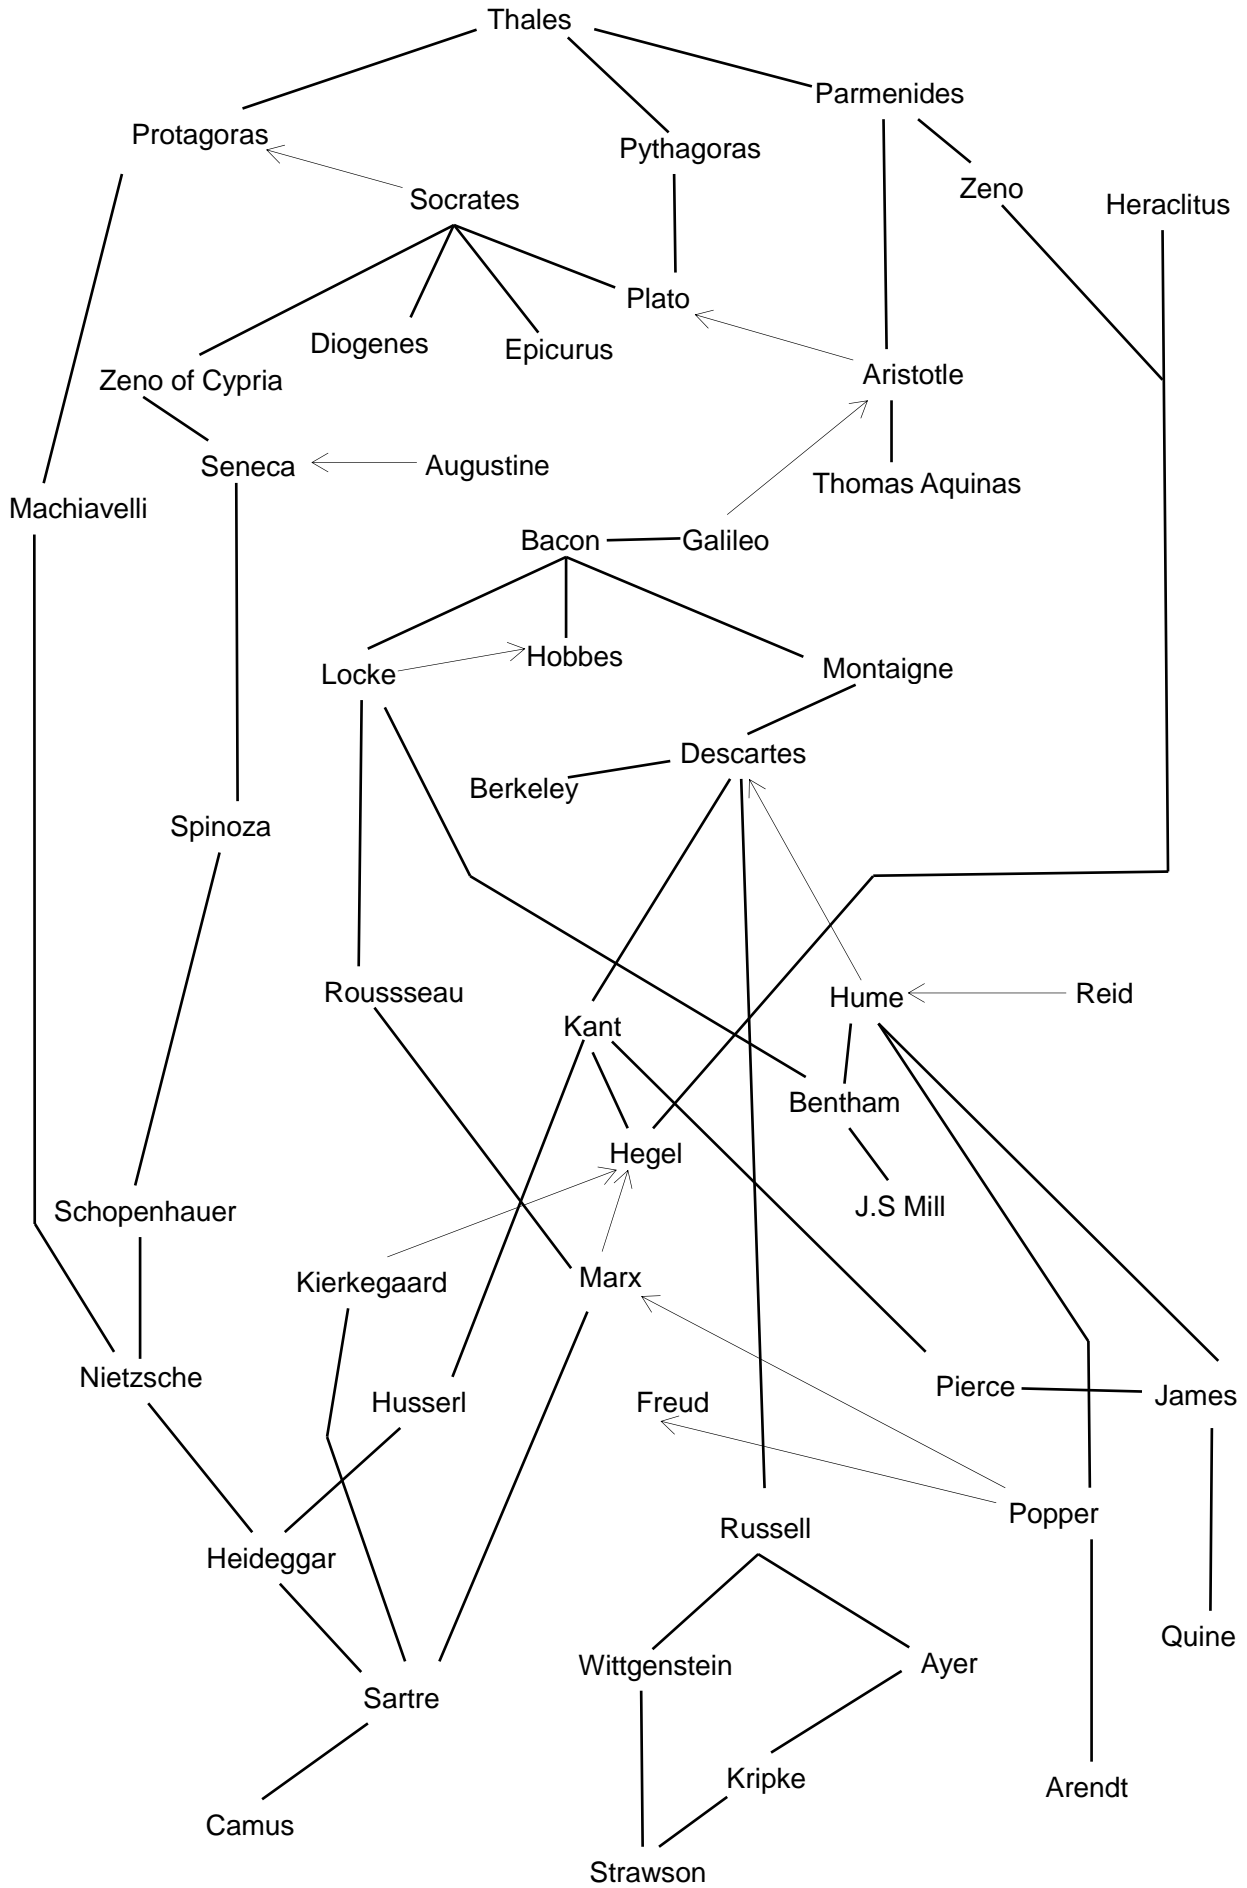 Thales
Parmenides
Protagoras
Pythagoras
Zeno
Socrates
Heraclitus
Plato
Diogenes
Epicurus
Zeno of Cypria
Aristotle
Seneca
Augustine
Thomas Aquinas
Machiavelli
Bacon
Galileo
Hobbes
Locke
Montaigne
Descartes
Berkeley
Spinoza
Roussseau
Hume
Reid
Kant
Bentham
Hegel
J.S Mill
Schopenhauer
Kierkegaard
Marx
Nietzsche
Husserl
Freud
Pierce
James
Popper
Russell
Heideggar
Quine
Wittgenstein
Ayer
Sartre
Kripke
Arendt
Camus
Strawson